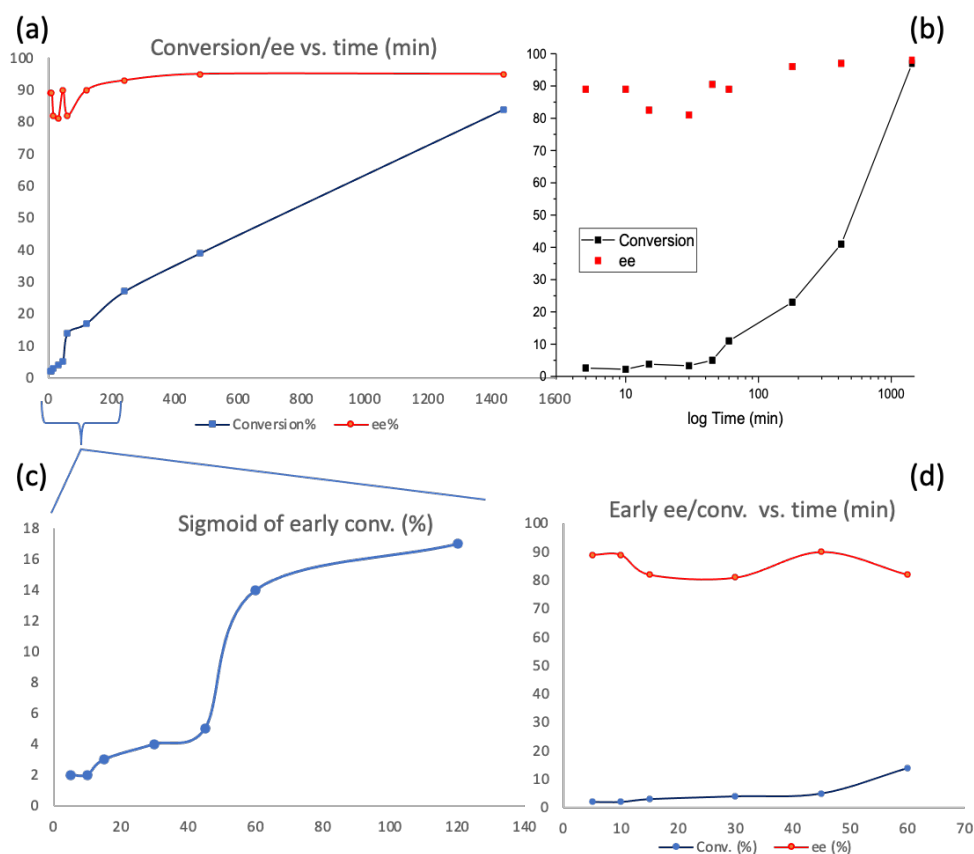 (a)
Conversion/ee vs. time (min)
100
90
80
70
60
50
40
30
20
10
0
0 200 400 600 800 1000 1200 1400 1600
Conversion% ee%
(b)
100
90
80
70
60
50
40
30
20
10
0
10 100 1000
log Time (min)
Conversion
ee
(c)
Sigmoid of early conv. (%)
18
16
14
12
10
8
6
4
2
0
0 20 40 60 80 100 120 140
(d)
Early ee/conv. vs. time (min)
100
90
80
70
60
50
40
30
20
10
0
0 10 20 30 40 50 60 70
Conv. (%) ee (%)